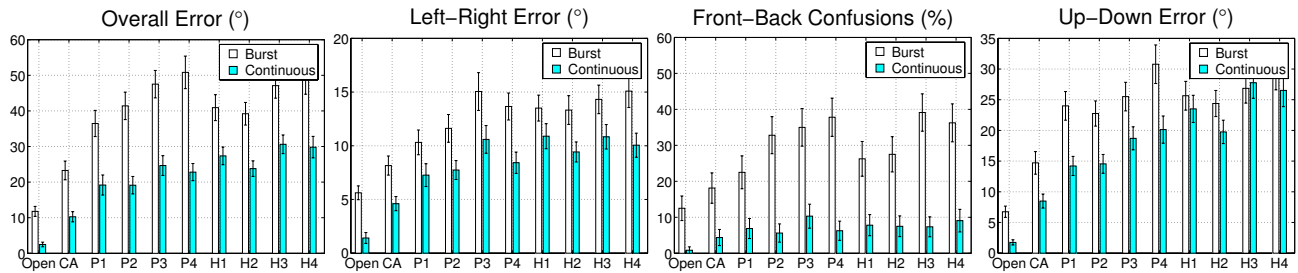 Overall Error (°)
60
50
40
30
20
10
0
Burst
Continuous
Open CA P1 P2 P3 P4 H1 H2 H3 H4
Left−Right Error (°)
20
15
10
5
0
Burst
Continuous
Open CA P1 P2 P3 P4 H1 H2 H3 H4
Front−Back Confusions (%)
60
50
40
30
20
10
0
Burst
Continuous
Open CA P1 P2 P3 P4 H1 H2 H3 H4
Up−Down Error (°)
35
30
25
20
15
10
5
0
Burst
Continuous
Open CA P1 P2 P3 P4 H1 H2 H3 H4